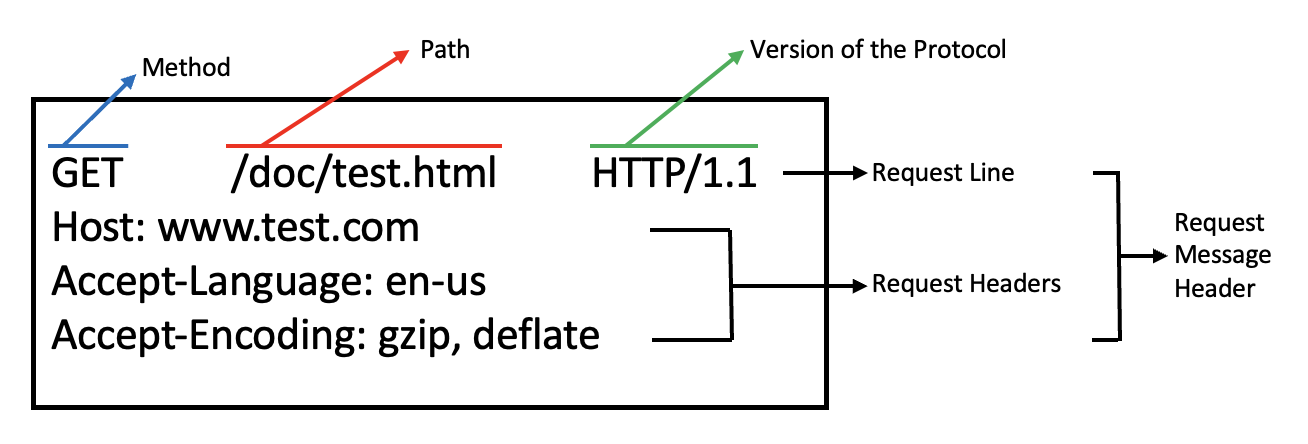 Method
Path
Version of the Protocol
GET /doc/test.html HTTP/1.1
Request Line
Host: www.test.com
Accept-Language: en-us
Accept-Encoding: gzip, deflate
Request Headers
Request
Message
Header